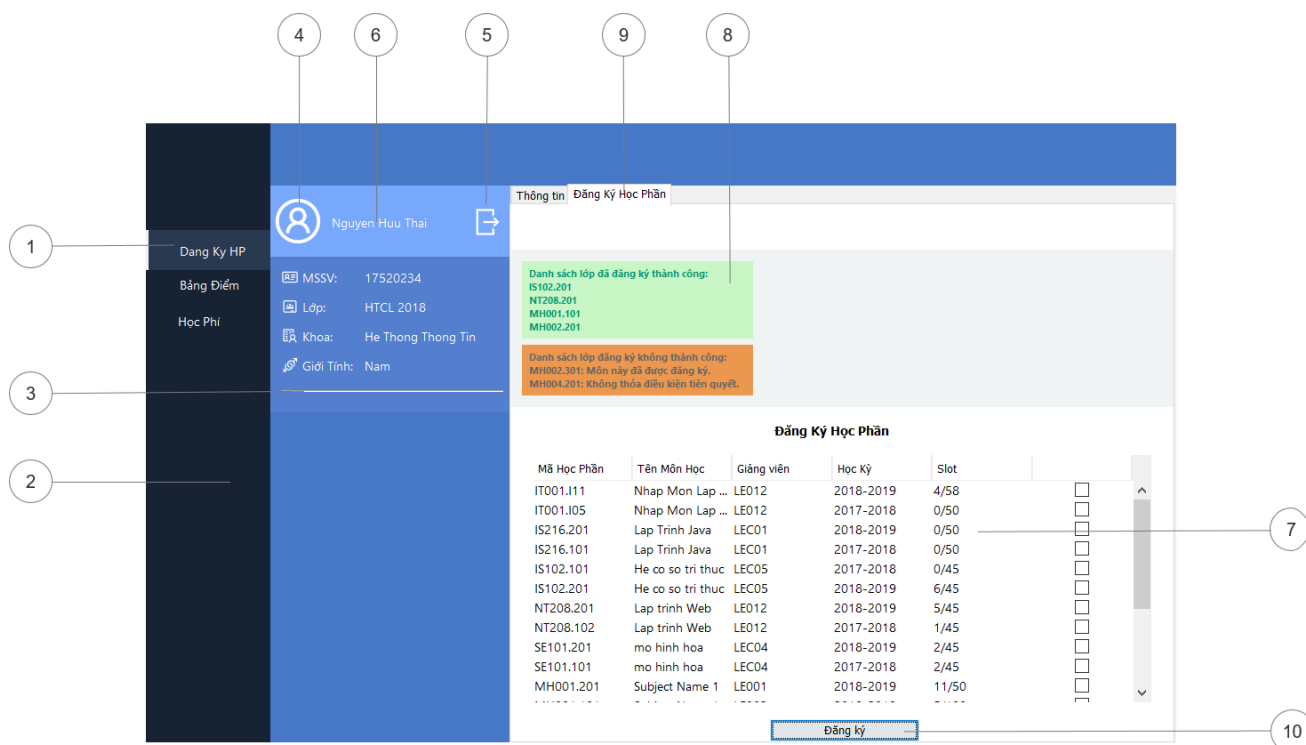 4 6 5 9 8
Thông tin Đăng Ký Học Phần
Nguyen Huu Thai
1
Dang Ky HP
Bảng Điểm
Học Phí
MSSV: 17520234
Lớp: HTCL 2018
Khoa: He Thong Thong Tin
Giới Tính: Nam
3
2
Danh sách lớp đã đăng ký thành công:
IS102.201
NT208.201
MH001.101
MH002.201
Danh sách lớp đăng ký không thành công:
MH002.301: Môn này đã được đăng ký.
MH004.201: Không thỏa điều kiện tiên quyết.
Đăng Ký Học Phần
Mã Học Phần Tên Môn Học Giảng viên Học Kỳ Slot
IT001.I11 Nhap Mon Lap ... LE012 2018-2019 4/58
IT001.I05 Nhap Mon Lap ... LE012 2017-2018 0/50
IS216.201 Lap Trinh Java LEC01 2018-2019 0/50
IS216.101 Lap Trinh Java LEC01 2017-2018 0/50
IS102.101 He co so tri thuc LEC05 2017-2018 0/45
IS102.201 He co so tri thuc LEC05 2018-2019 6/45
NT208.201 Lap trinh Web LE012 2018-2019 5/45
NT208.102 Lap trinh Web LE012 2017-2018 1/45
SE101.201 mo hinh hoa LEC04 2018-2019 2/45
SE101.101 mo hinh hoa LEC04 2017-2018 2/45
MH001.201 Subject Name 1 LE001 2018-2019 11/50
7
Đăng ký
10